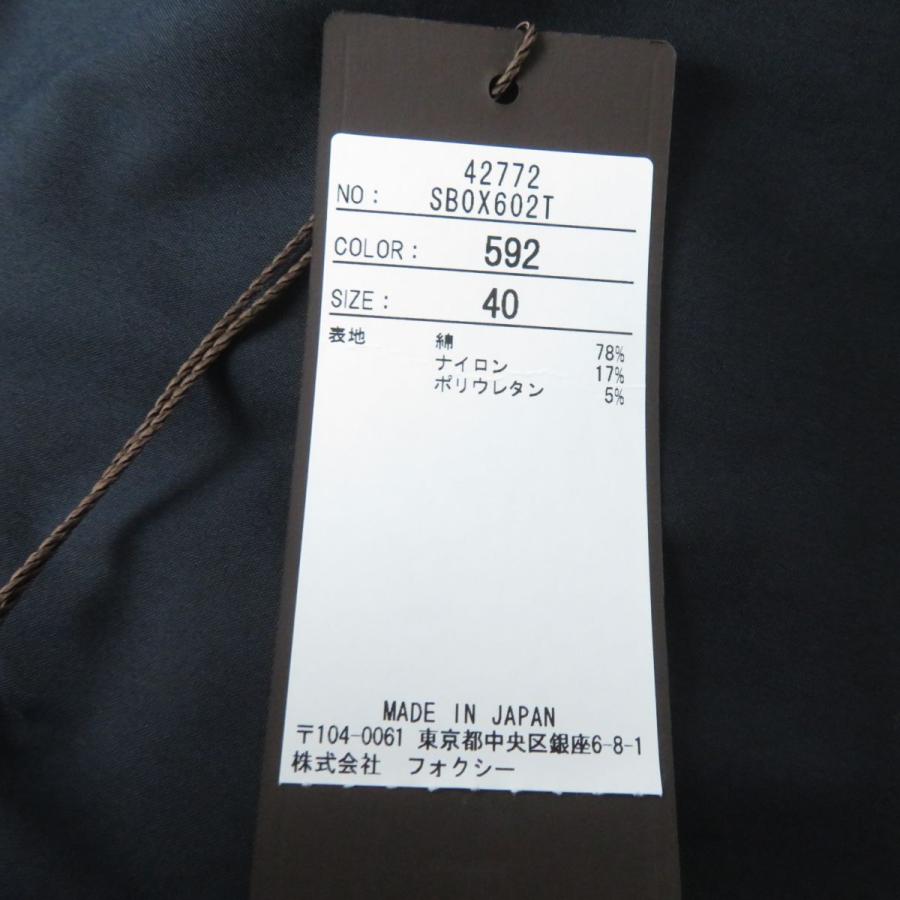 42772
NO: SBOX602T
COLOR: 592
SIZE: 40
表地 綿 78%
ナイロン 17%
ポリウレタン 5%
MADE IN JAPAN
〒104-0061 東京都中央区銀座6-8-1
株式会社 フォクシー